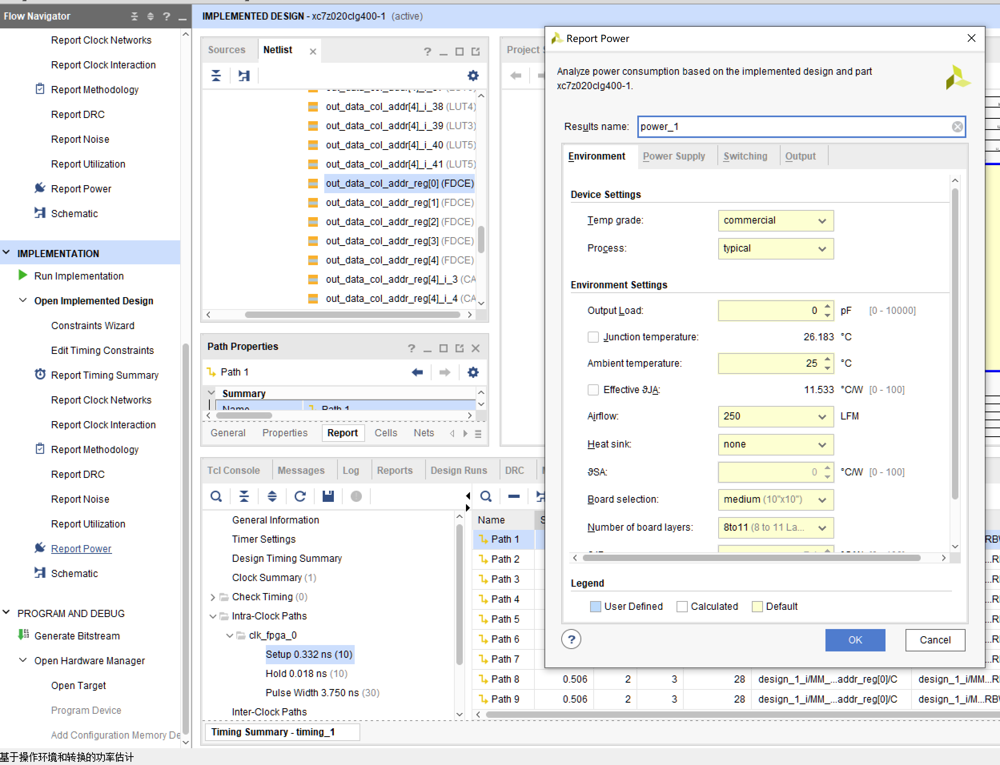 Flow Navigator
Report Clock Networks
Report Clock Interaction
Report Methodology
Report DRC
Report Noise
Report Utilization
Report Power
Schematic
IMPLEMENTATION
Run Implementation
Open Implemented Design
Constraints Wizard
Edit Timing Constraints
Report Timing Summary
Report Clock Networks
Report Clock Interaction
Report Methodology
Report DRC
Report Noise
Report Utilization
Report Power
Schematic
PROGRAM AND DEBUG
Generate Bitstream
Open Hardware Manager
Open Target
Program Device
Add Configuration Memory De
基于操作环境和转换的功率估计
IMPLEMENTED DESIGN - xc7z020clg400-1 (active)
Sources Netlist
out_data_col_addr[4]_i_38 (LUT4)
out_data_col_addr[4]_i_39 (LUT3)
out_data_col_addr[4]_i_40 (LUT5)
out_data_col_addr[4]_i_41 (LUT5)
out_data_col_addr_reg[0] (FDCE)
out_data_col_addr_reg[1] (FDCE)
out_data_col_addr_reg[2] (FDCE)
out_data_col_addr_reg[3] (FDCE)
out_data_col_addr_reg[4] (FDCE)
out_data_col_addr_reg[4]_i_3 (CA
out_data_col_addr_reg[4]_i_4 (CA
Path Properties
Path 1
Summary
Name Path 1
General Properties Report Cells Nets
Project S
Tcl Console Messages Log Reports Design Runs DRC
General Information
Timer Settings
Design Timing Summary
Clock Summary (1)
Check Timing (0)
Intra-Clock Paths
clk_fpga_0
Setup 0.332 ns (10)
Hold 0.018 ns (10)
Pulse Width 3.750 ns (30)
Inter-Clock Paths
Timing Summary - timing_1
Name S
Path 1
Path 2
Path 3
Path 4
Path 5
Path 6
Path 7
Path 8 0.506 2 3 28 design_1_i/MM_...addr_reg[0]/C design_1_i/MM...R
Path 9 0.506 2 3 28 design_1_i/MM_...addr_reg[0]/C design_1_i/M...RB
Report Power
Analyze power consumption based on the implemented design and part
xc7z020clg400-1.
Results name: power_1
Environment Power Supply Switching Output
Device Settings
Temp grade: commercial
Process: typical
Environment Settings
Output Load: 0 pF [0 - 10000]
Junction temperature: 26.183 °C
Ambient temperature: 25 °C
Effective ϑJA: 11.533 °C/W [0 - 100]
Airflow: 250 LFM
Heat sink: none
ϑSA: 0 °C/W [0 - 100]
Board selection: medium (10"x10")
Number of board layers: 8to11 (8 to 11 La...
Legend
User Defined Calculated Default
? OK Cancel